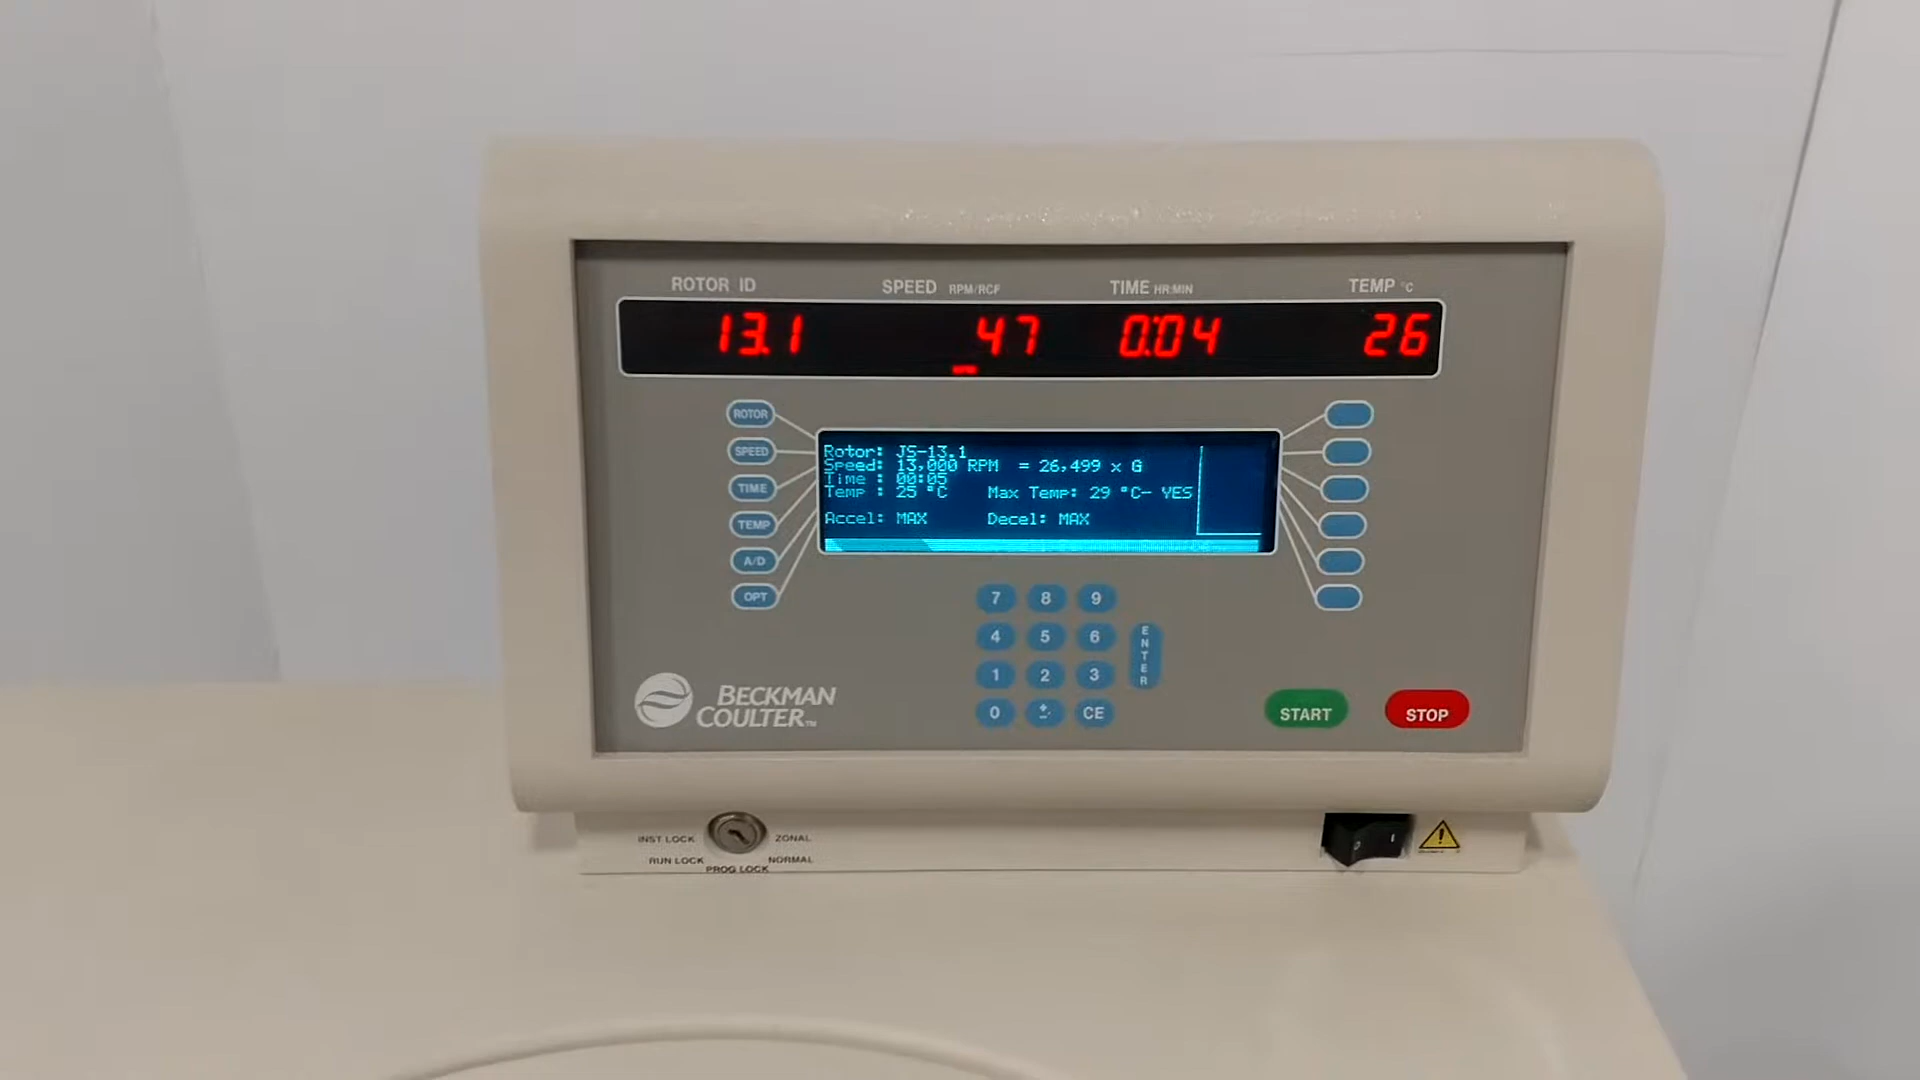 ROTOR ID SPEED RPM/RCF TIME HR:MIN TEMP °C
13.1 47 0:04 26
ROTOR
SPEED
TIME
TEMP
A/D
OPT
Rotor: JS-13.1
Speed: 13,000 RPM = 26,499 x G
Time : 00:05
Temp : 25 °C Max Temp: 29 °C- YES
Accel: MAX Decel: MAX
7 8 9
4 5 6
1 2 3
0 +/- CE
ENTER
BECKMAN
COULTER™
START STOP
INST LOCK ZONAL
RUN LOCK NORMAL
PROG LOCK
O I